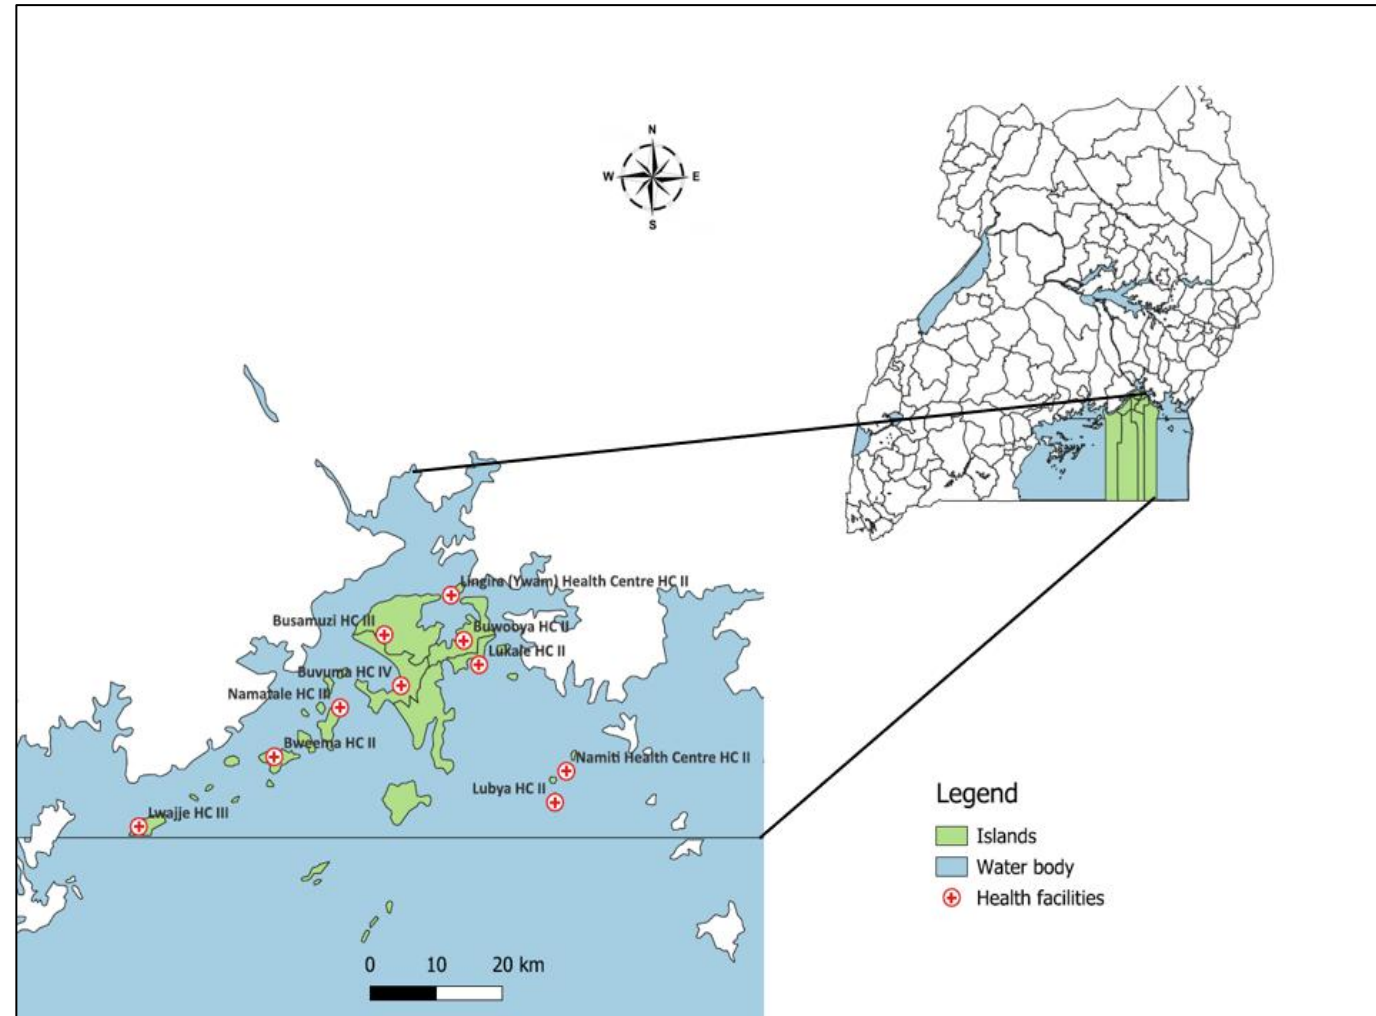 N
W E
S
Lingira (Ywam) Health Centre HC II
Busamuzi HC III
Buwobya HC II
Lukale HC II
Buvuma HC IV
Namatale HC III
Bweema HC II
Namiti Health Centre HC II
Lubya HC II
Lwajje HC III
Legend
Islands
Water body
Health facilities
0 10 20 km